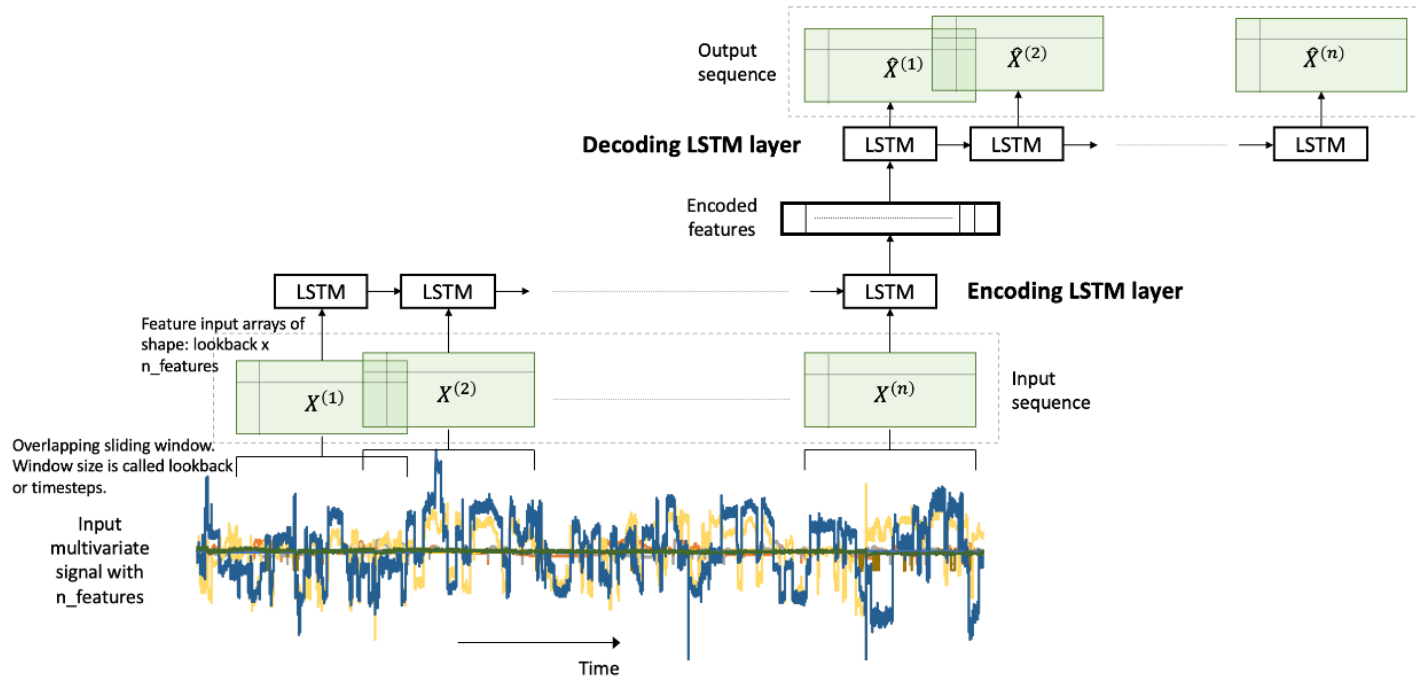 Output
sequence
X̂^(1)
X̂^(2)
X̂^(n)
Decoding LSTM layer
LSTM
LSTM
LSTM
Encoded
features
LSTM
LSTM
LSTM
Encoding LSTM layer
Feature input arrays of
shape: lookback x
n_features
X^(1)
X^(2)
X^(n)
Input
sequence
Overlapping sliding window.
Window size is called lookback
or timesteps.
Input
multivariate
signal with
n_features
Time